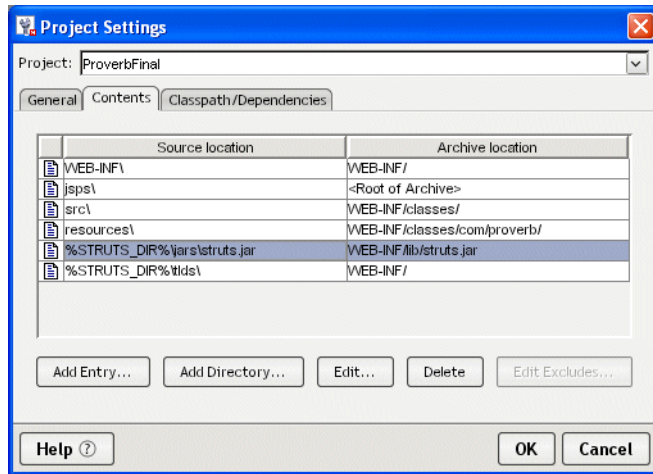 Project Settings
Project: ProverbFinal
General Contents Classpath/Dependencies
Source location Archive location
WEB-INF\ WEB-INF/
jsps\ <Root of Archive>
src\ WEB-INF/classes/
resources\ WEB-INF/classes/com/proverb/
%STRUTS_DIR%\jars\struts.jar WEB-INF/lib/struts.jar
%STRUTS_DIR%\tlds\ WEB-INF/
Add Entry... Add Directory... Edit... Delete Edit Excludes...
Help ? OK Cancel